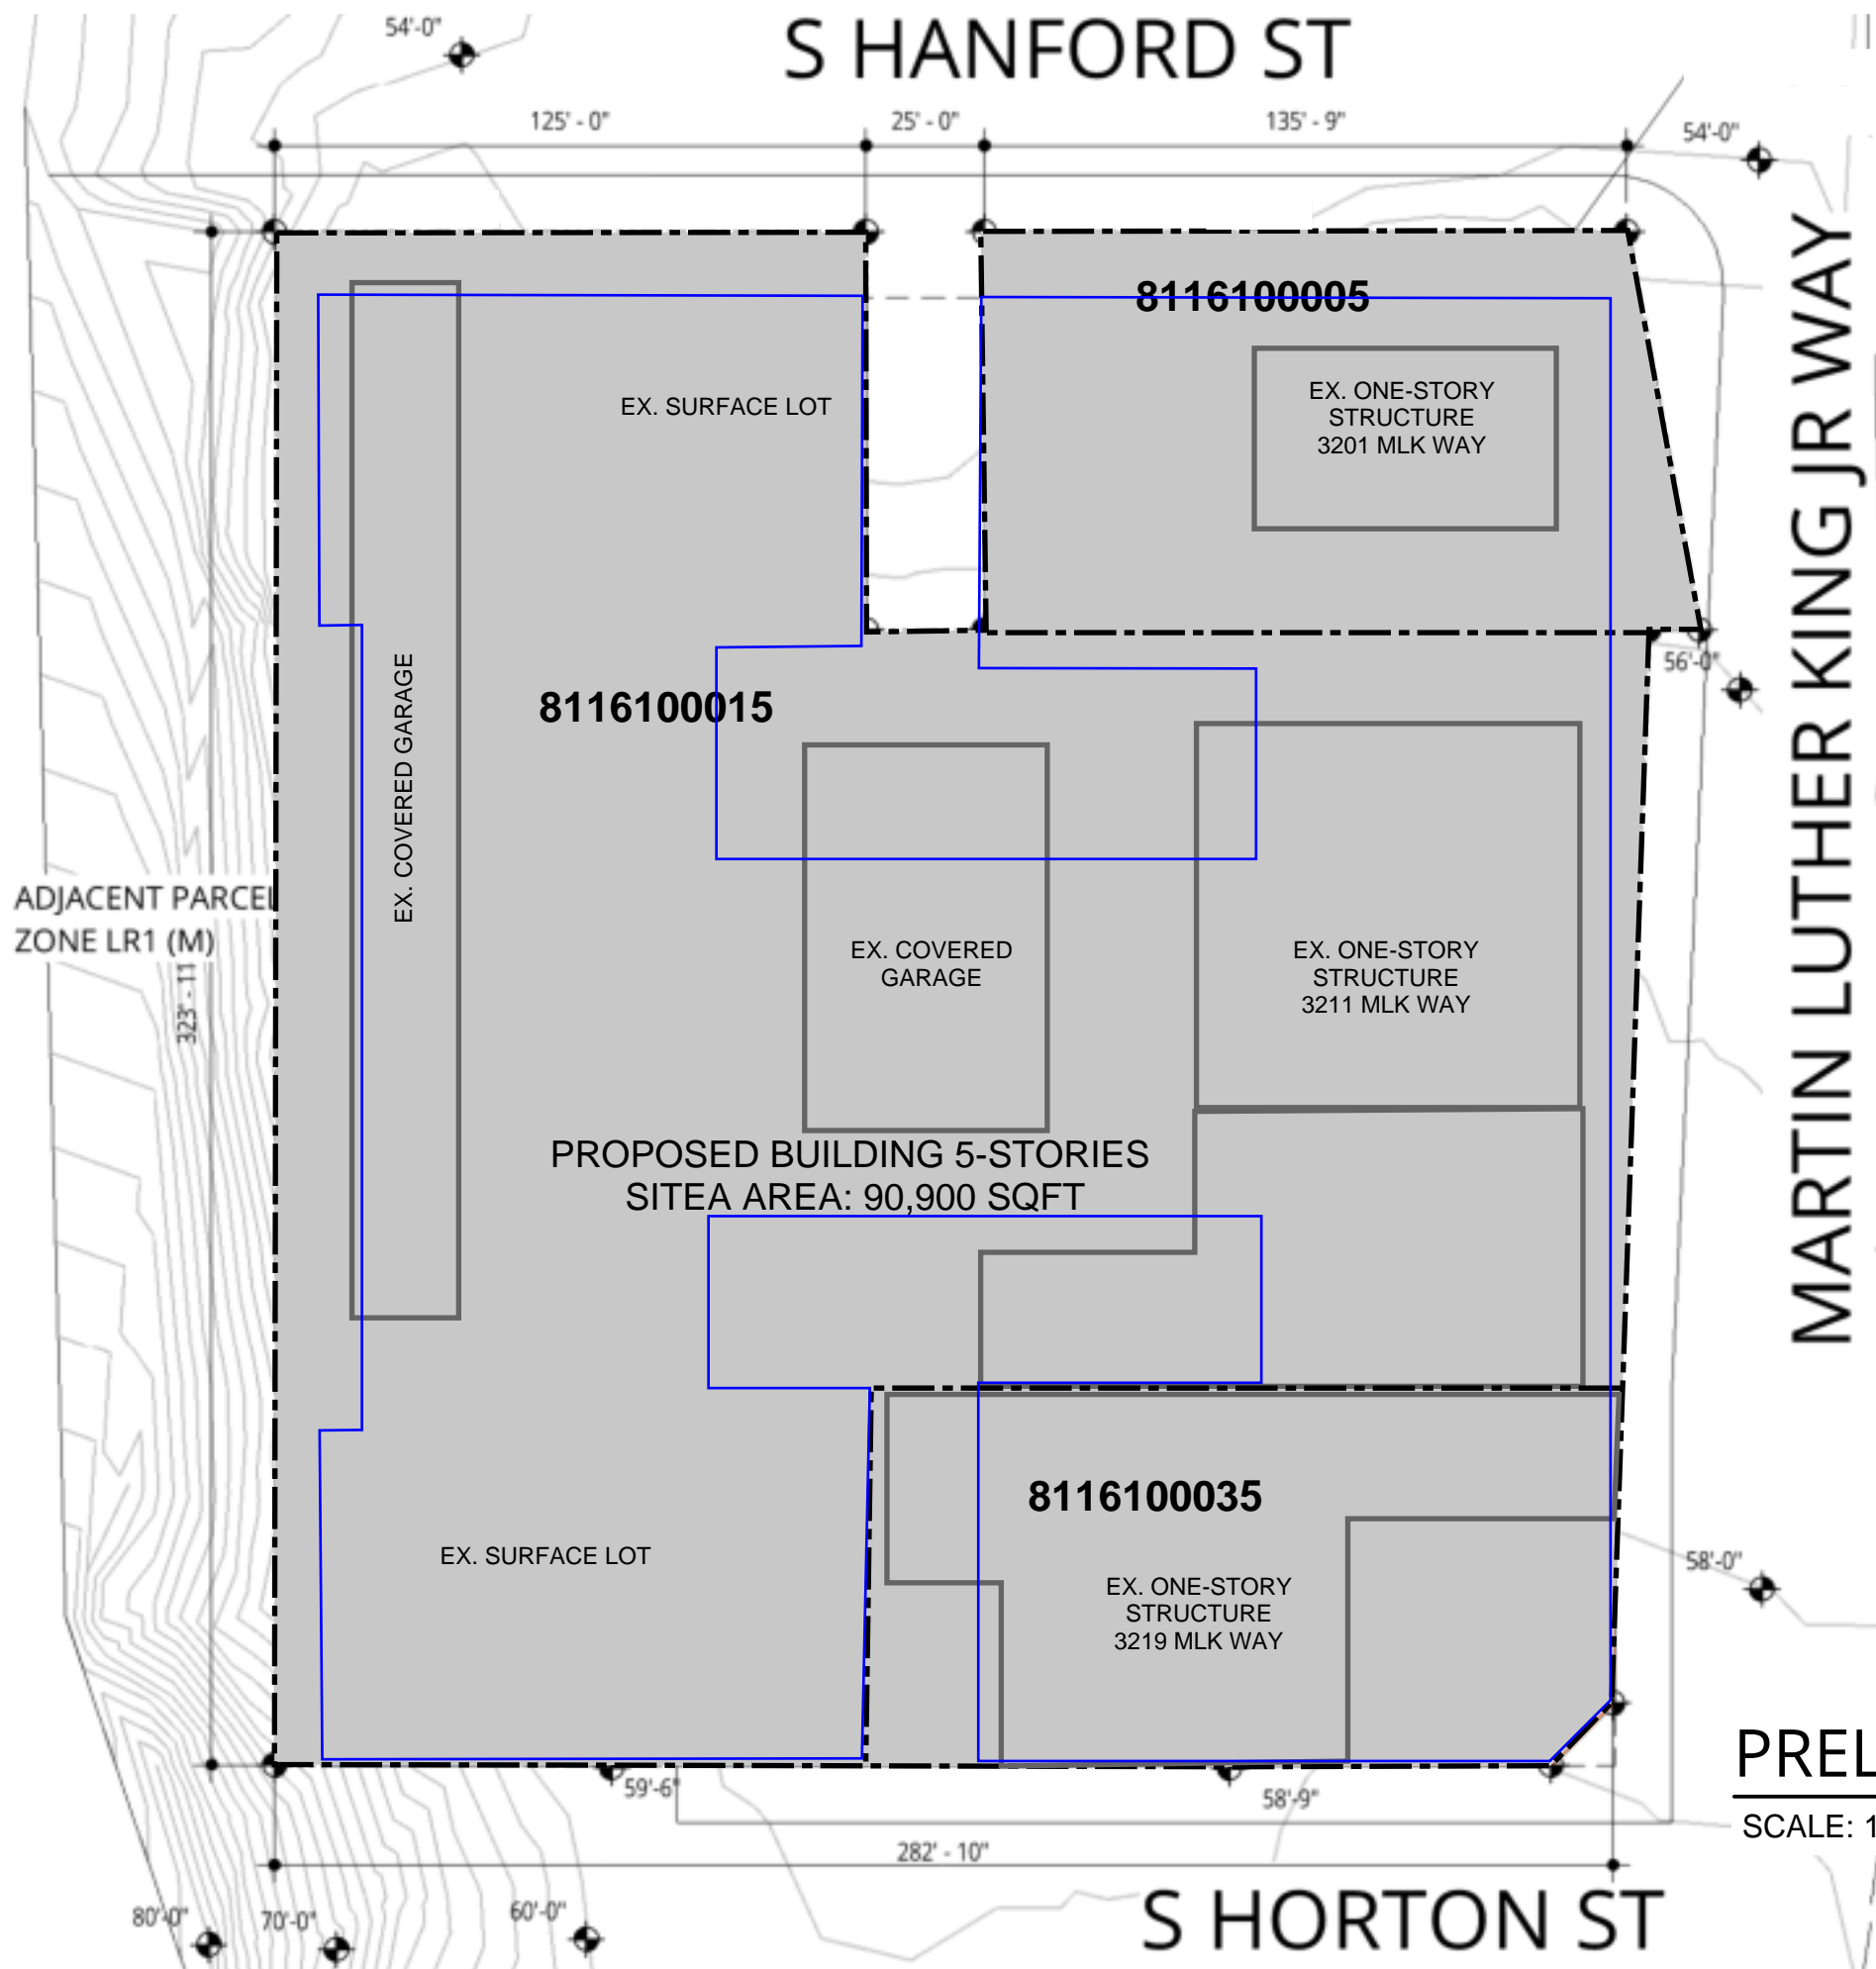 54'-0"
S HANFORD ST
125' - 0"
25' - 0"
135' - 9"
54'-0"
8116100005
EX. SURFACE LOT
EX. ONE-STORY
STRUCTURE
3201 MLK WAY
MARTIN LUTHER KING JR WAY
56'-0"
8116100015
EX. COVERED GARAGE
ADJACENT PARCEL
ZONE LR1 (M)
323' - 11
EX. COVERED
GARAGE
EX. ONE-STORY
STRUCTURE
3211 MLK WAY
PROPOSED BUILDING 5-STORIES
SITEA AREA: 90,900 SQFT
8116100035
EX. SURFACE LOT
58'-0"
EX. ONE-STORY
STRUCTURE
3219 MLK WAY
PREL
SCALE: 1
59'-6"
58'-9"
282' - 10"
80'-0"
70'-0"
60'-0"
S HORTON ST